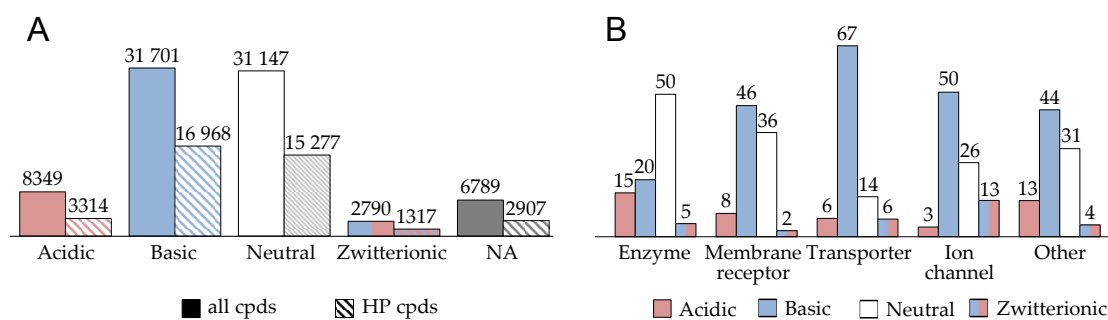 A
8349
3314
31 701
16 968
31 147
15 277
2790
1317
6789
2907
Acidic
Basic
Neutral
Zwitterionic
NA
all cpds
HP cpds
B
15
20
50
5
8
46
36
2
6
67
14
6
3
50
26
13
13
44
31
4
Enzyme
Membrane
receptor
Transporter
Ion
channel
Other
Acidic
Basic
Neutral
Zwitterionic